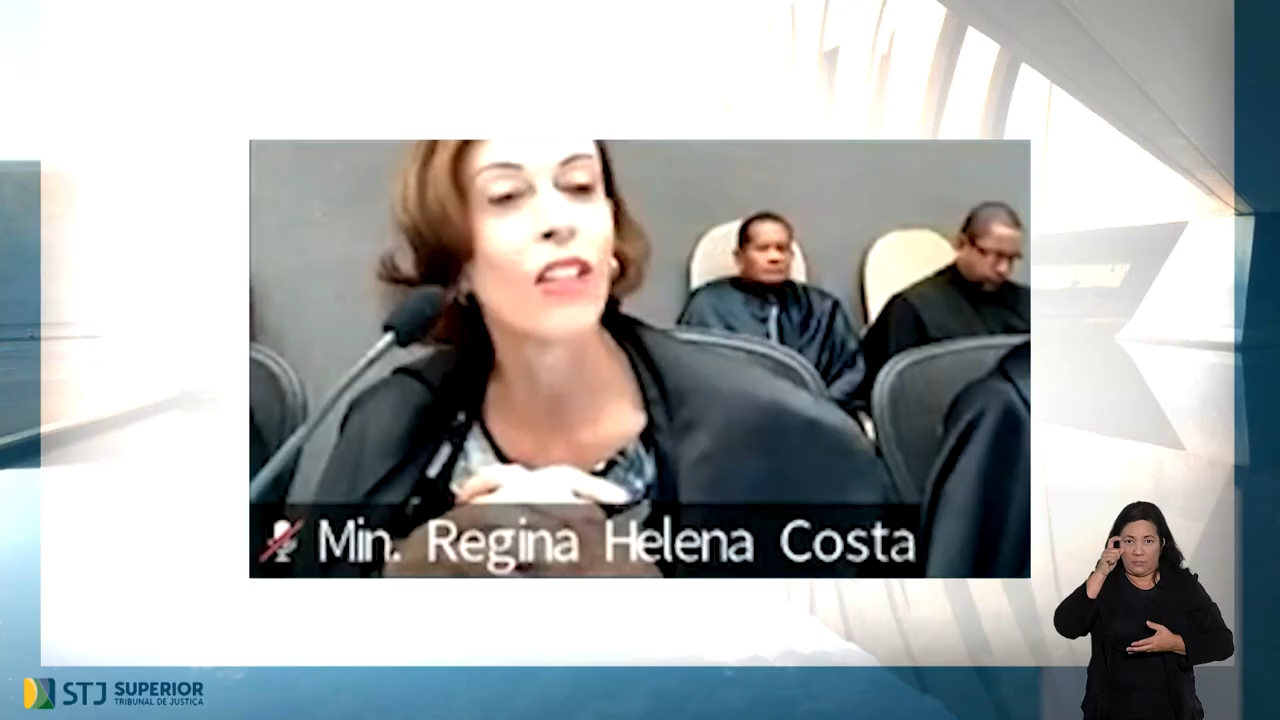 Min. Regina Helena Costa
STJ SUPERIOR
TRIBUNAL DE JUSTIÇA